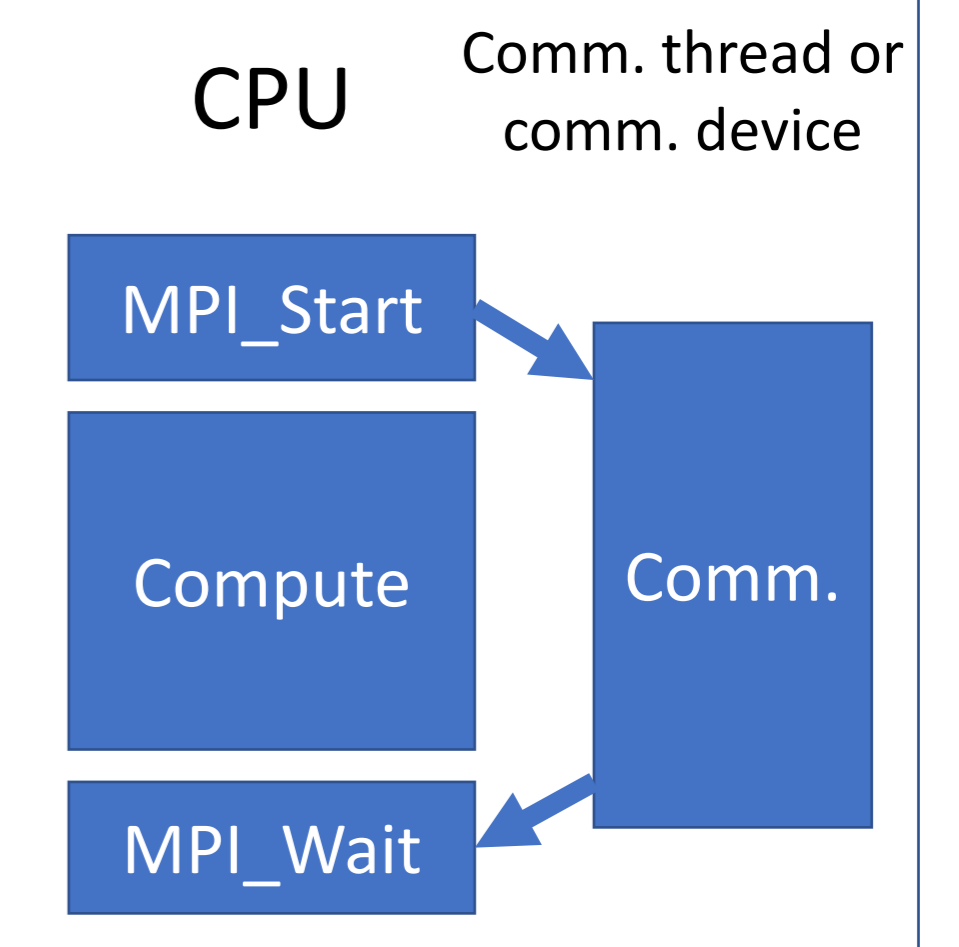 CPU
Comm. thread or
comm. device
MPI_Start
Compute
Comm.
MPI_Wait